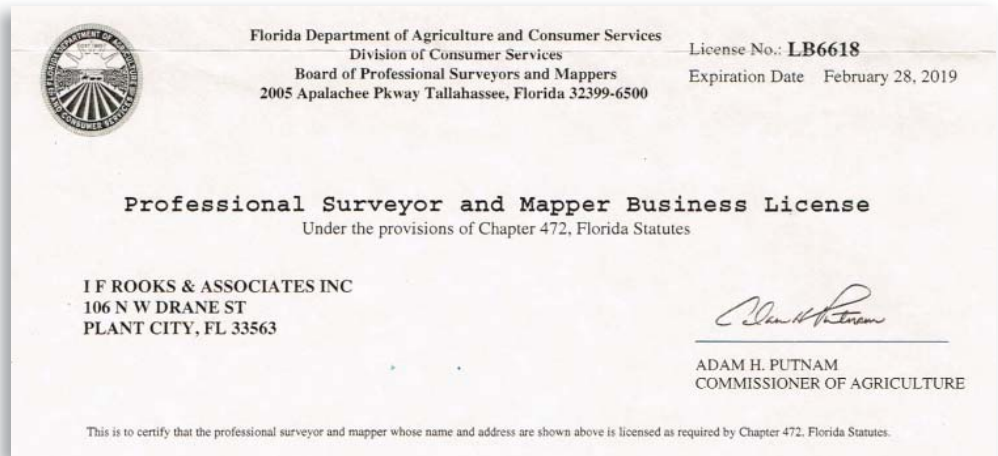 Florida Department of Agriculture and Consumer Services
Division of Consumer Services
Board of Professional Surveyors and Mappers
2005 Apalachee Pkway Tallahassee, Florida 32399-6500
License No.: LB6618
Expiration Date February 28, 2019
Professional Surveyor and Mapper Business License
Under the provisions of Chapter 472, Florida Statutes
I F ROOKS & ASSOCIATES INC
106 N W DRANE ST
PLANT CITY, FL 33563
ADAM H. PUTNAM
COMMISSIONER OF AGRICULTURE
This is to certify that the professional surveyor and mapper whose name and address are shown above is licensed as required by Chapter 472, Florida Statutes.